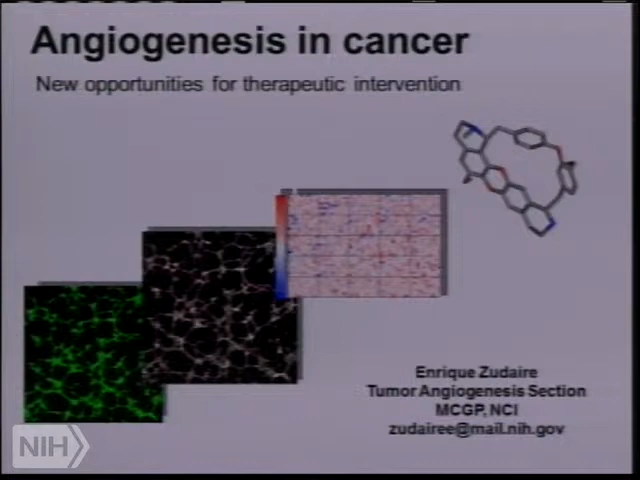 Angiogenesis in cancer
New opportunities for therapeutic intervention
Enrique Zudaire
Tumor Angiogenesis Section
MCGP, NCI
zudairee@mail.nih.gov
NIH